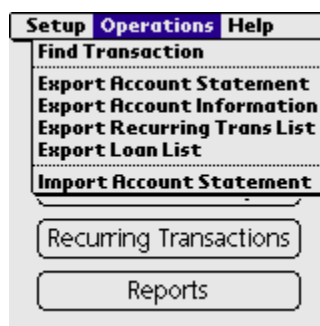 Setup Operations Help
Find Transaction
Export Account Statement
Export Account Information
Export Recurring Trans List
Export Loan List
Import Account Statement
Recurring Transactions
Reports